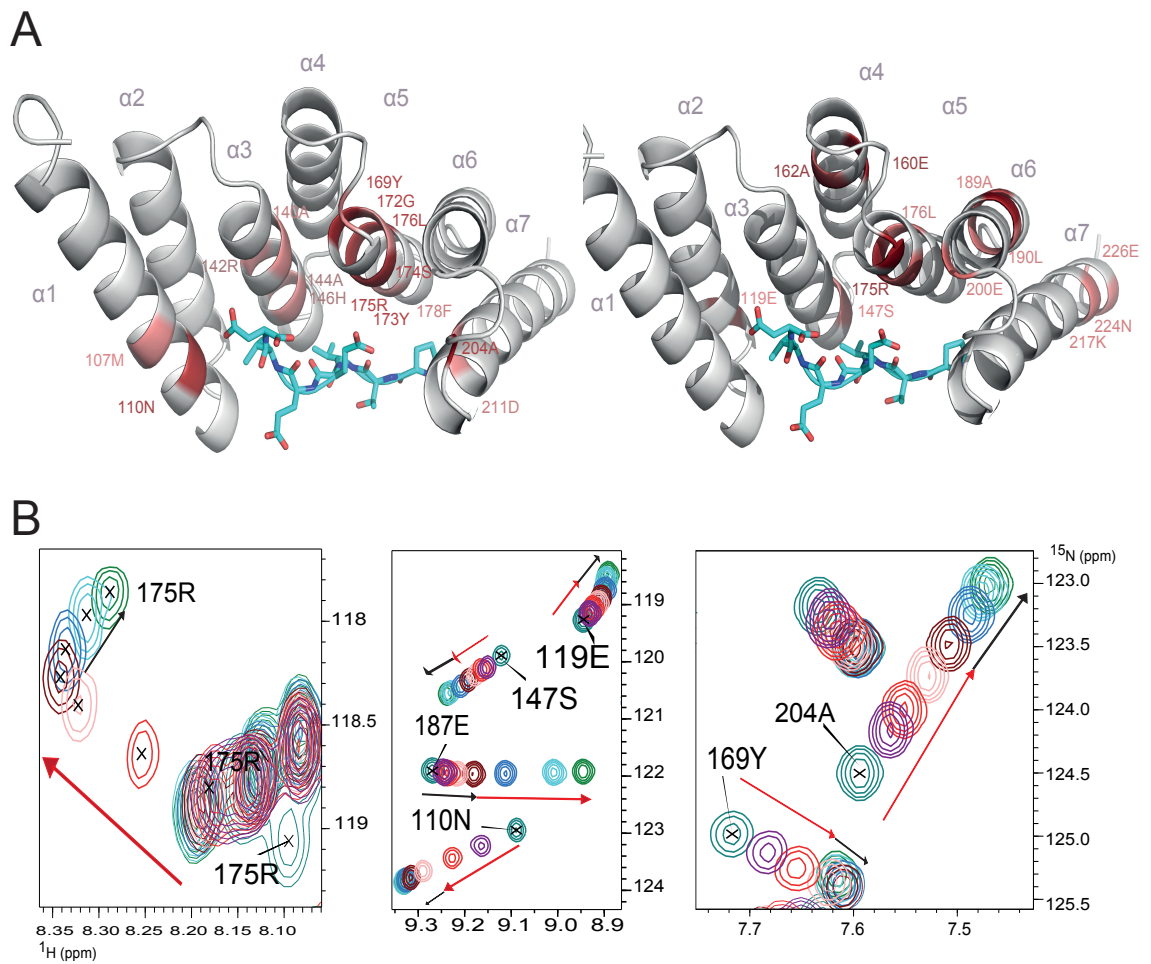 A
α4
α4
α2
α5
α2
α5
α3
α6
α6
169Y
162A
160E
172G
189A
140A
176L
α3
176L
α7
α7
142R
174S
190L
226E
144A
α1
146H
175R
178F
α1
119E
175R
200E
173Y
147S
224N
107M
204A
217K
110N
211D
B
175R
118
119
119E
15N (ppm)
123.0
120
147S
123.5
121
118.5
187E
204A
124.0
175R
122
169Y
124.5
110N
123
119
125.0
175R
124
125.5
8.35 8.30 8.25 8.20 8.15 8.10
9.3 9.2 9.1 9.0 8.9
7.7 7.6 7.5
1H (ppm)